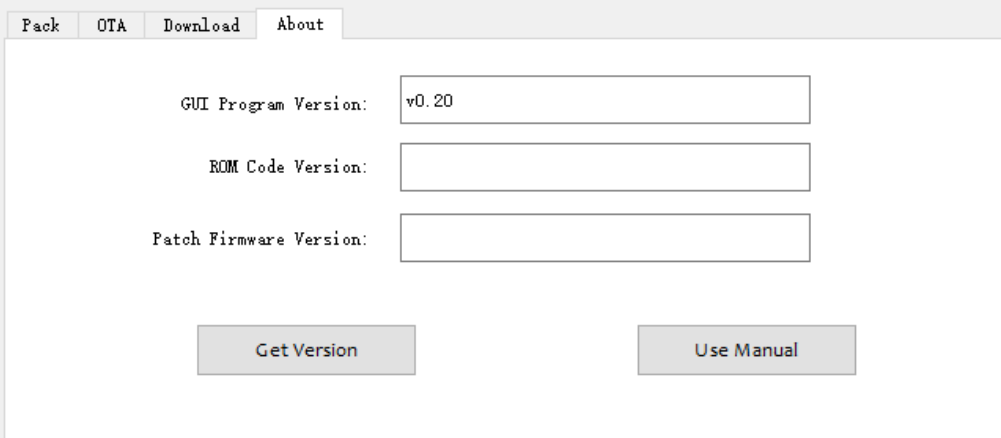 Pack OTA Download About
GUI Program Version: v0.20
ROM Code Version:
Patch Firmware Version:
Get Version Use Manual